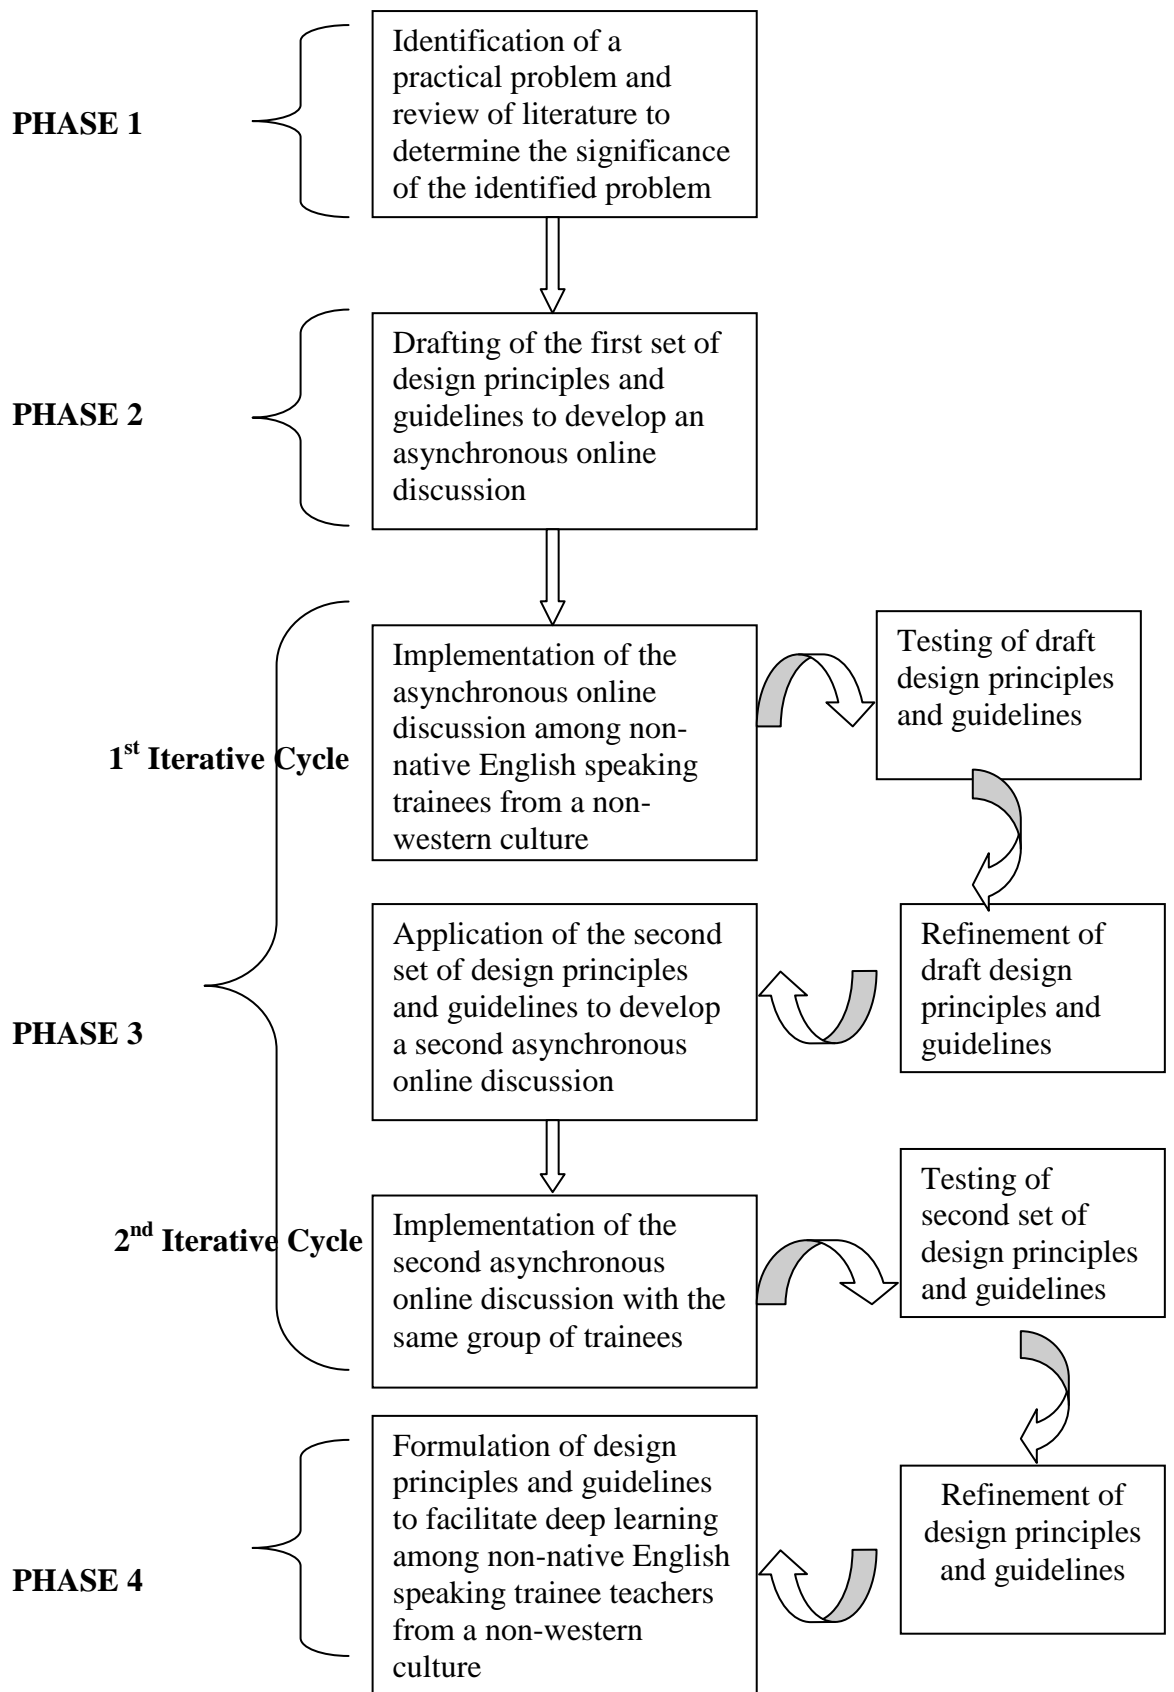 PHASE 1
Identification of a
practical problem and
review of literature to
determine the significance
of the identified problem
PHASE 2
Drafting of the first set of
design principles and
guidelines to develop an
asynchronous online
discussion
PHASE 3
1st Iterative Cycle
Implementation of the
asynchronous online
discussion among non-
native English speaking
trainees from a non-
western culture
Testing of draft
design principles
and guidelines
Refinement of
draft design
principles and
guidelines
Application of the second
set of design principles
and guidelines to develop
a second asynchronous
online discussion
2nd Iterative Cycle
Implementation of the
second asynchronous
online discussion with the
same group of trainees
Testing of
second set of
design principles
and guidelines
Refinement of
design principles
and guidelines
PHASE 4
Formulation of design
principles and guidelines
to facilitate deep learning
among non-native English
speaking trainee teachers
from a non-western
culture